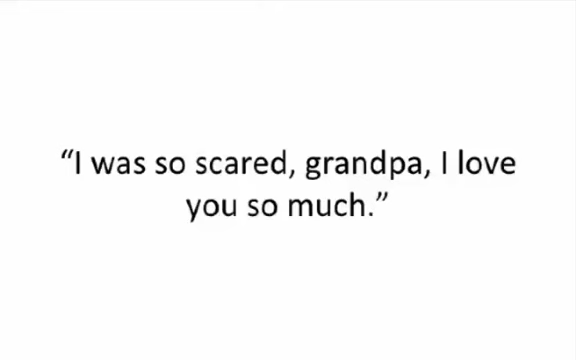 “I was so scared, grandpa, I love
you so much.”